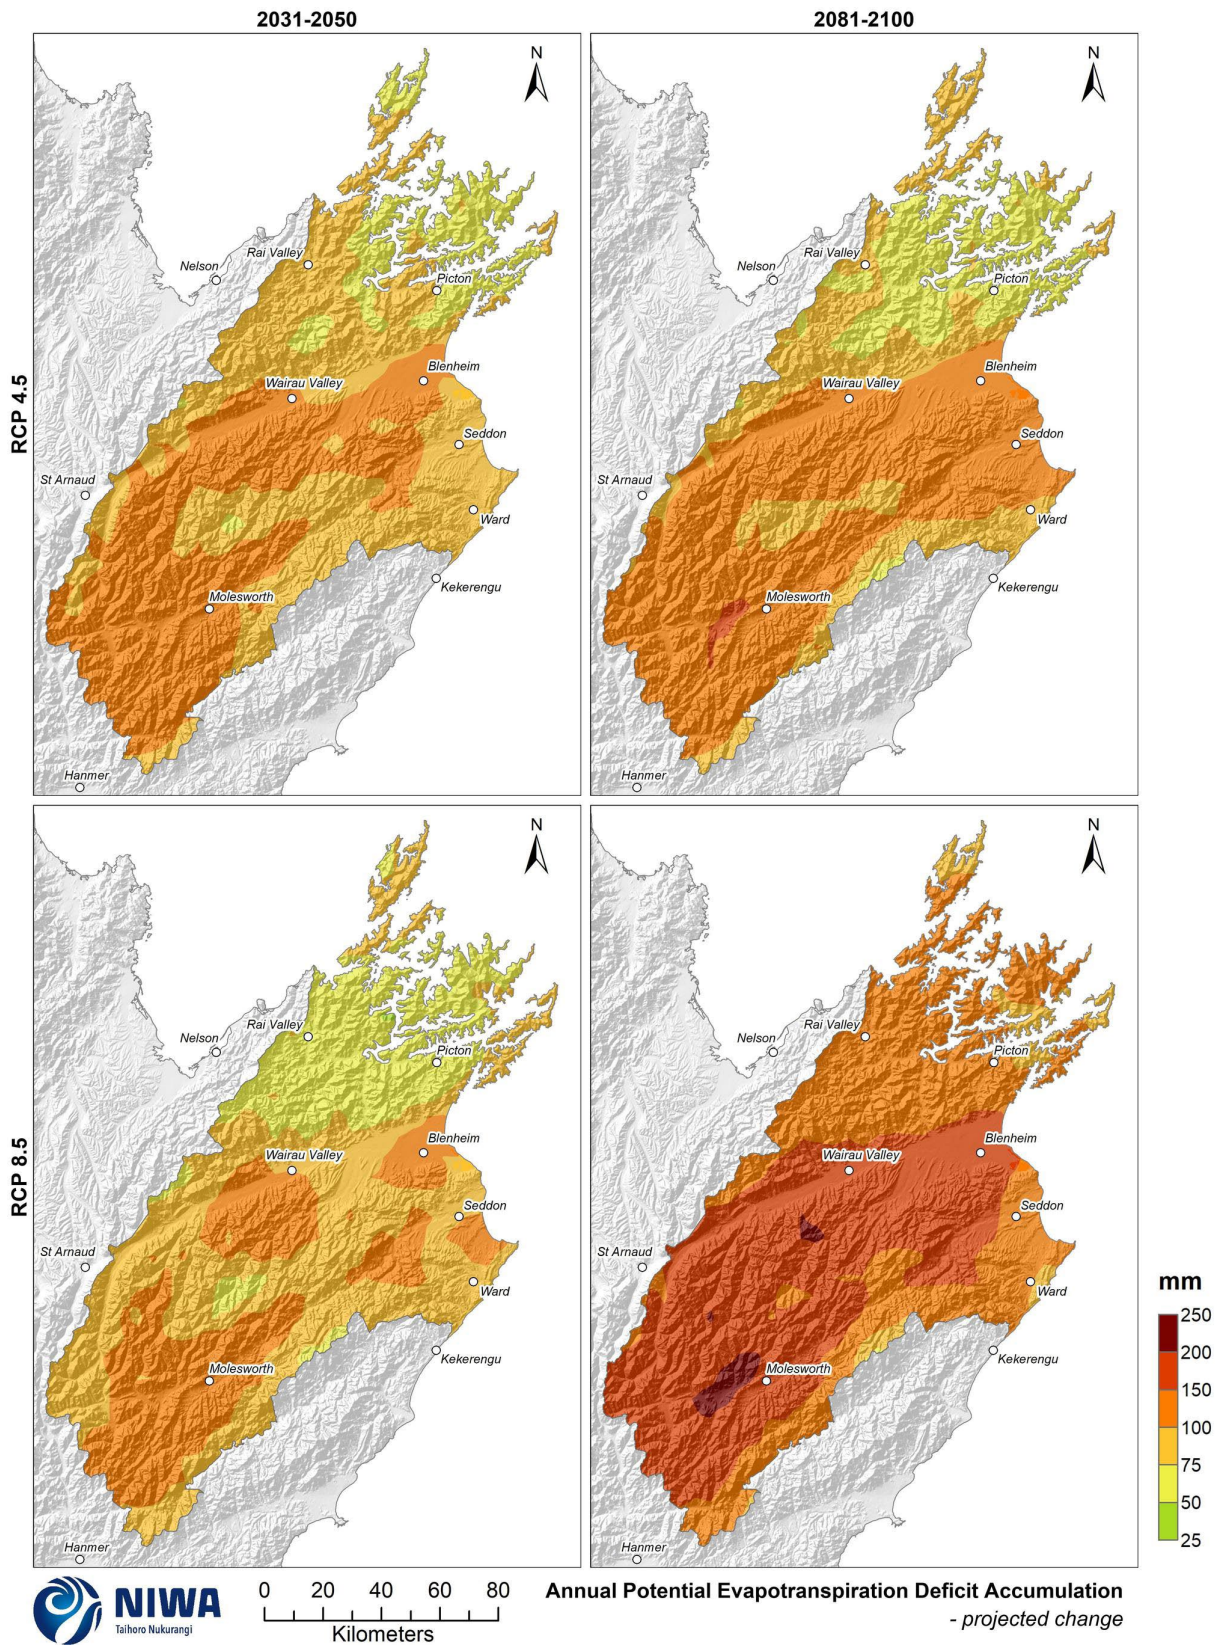 2031-2050
2081-2100
RCP 4.5
N
Rai Valley
Nelson
Picton
Blenheim
Wairau Valley
Seddon
St Arnaud
Ward
Kekerengu
Molesworth
Hanmer
N
Rai Valley
Nelson
Picton
Blenheim
Wairau Valley
Seddon
St Arnaud
Ward
Kekerengu
Molesworth
Hanmer
RCP 8.5
N
Rai Valley
Nelson
Picton
Blenheim
Wairau Valley
Seddon
St Arnaud
Ward
Kekerengu
Molesworth
Hanmer
N
Rai Valley
Nelson
Picton
Blenheim
Wairau Valley
Seddon
St Arnaud
Ward
Kekerengu
Molesworth
Hanmer
mm
250
200
150
100
75
50
25
NIWA
Taihoro Nukurangi
0 20 40 60 80
Kilometers
Annual Potential Evapotranspiration Deficit Accumulation
- projected change